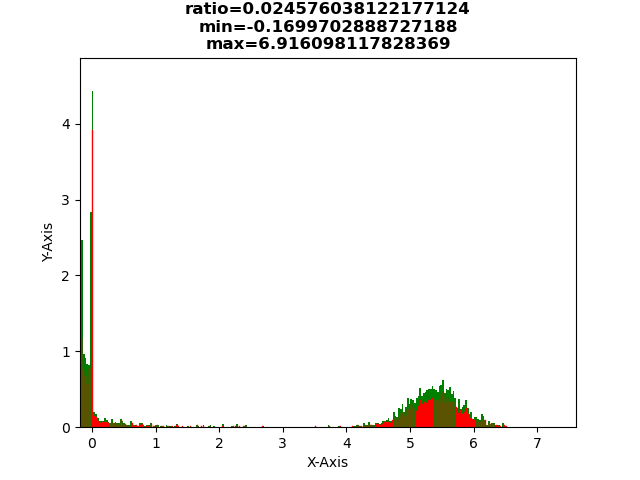 ratio=0.024576038122177124
min=-0.1699702888727188
max=6.916098117828369
4
3
2
1
0
Y-Axis
0 1 2 3 4 5 6 7
X-Axis